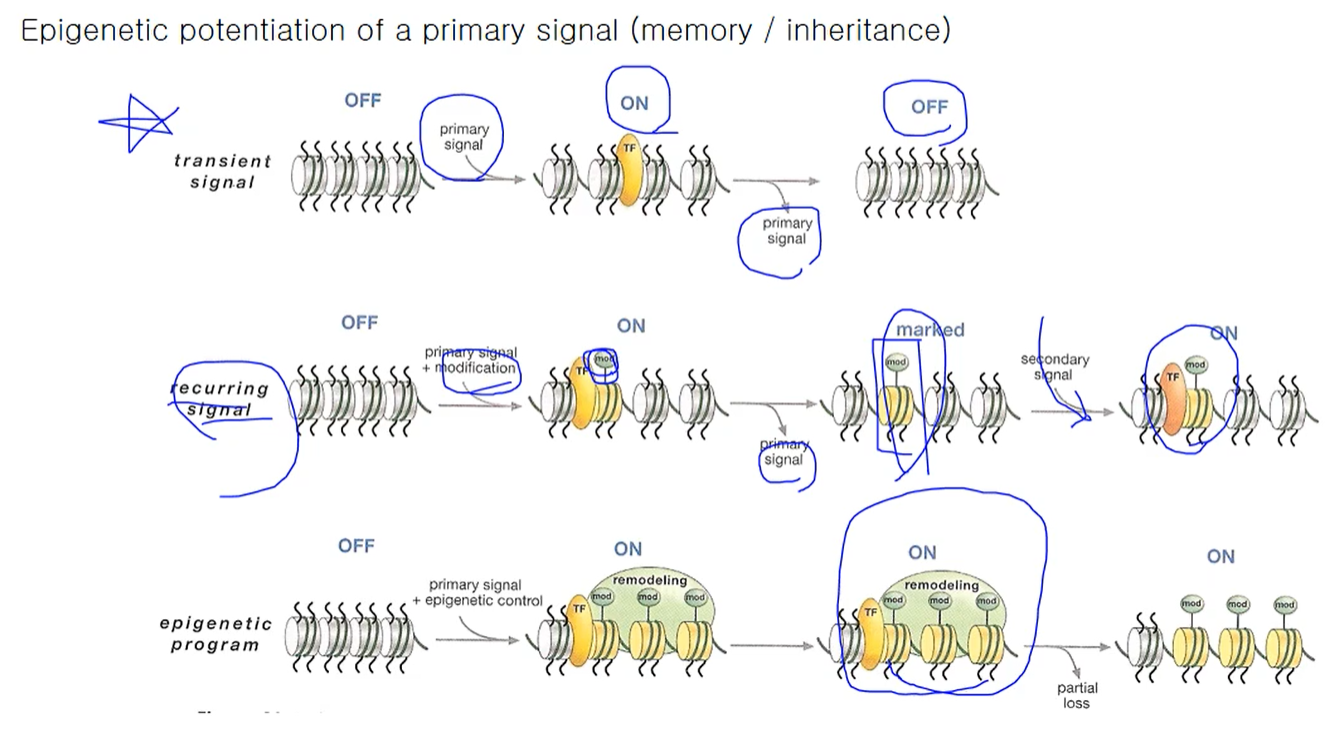 Epigenetic potentiation of a primary signal (memory / inheritance)
OFF
ON
OFF
primary
signal
TF
transient
signal
primary
signal
OFF
ON
marked
ON
primary signal
+ modification
mod
TF
mod
secondary
signal
mod
TF
recurring
signal
primary
signal
OFF
ON
ON
ON
primary signal
+ epigenetic control
remodeling
remodeling
TF
mod
mod
mod
TF
mod
mod
mod
mod
mod
mod
epigenetic
program
partial
loss